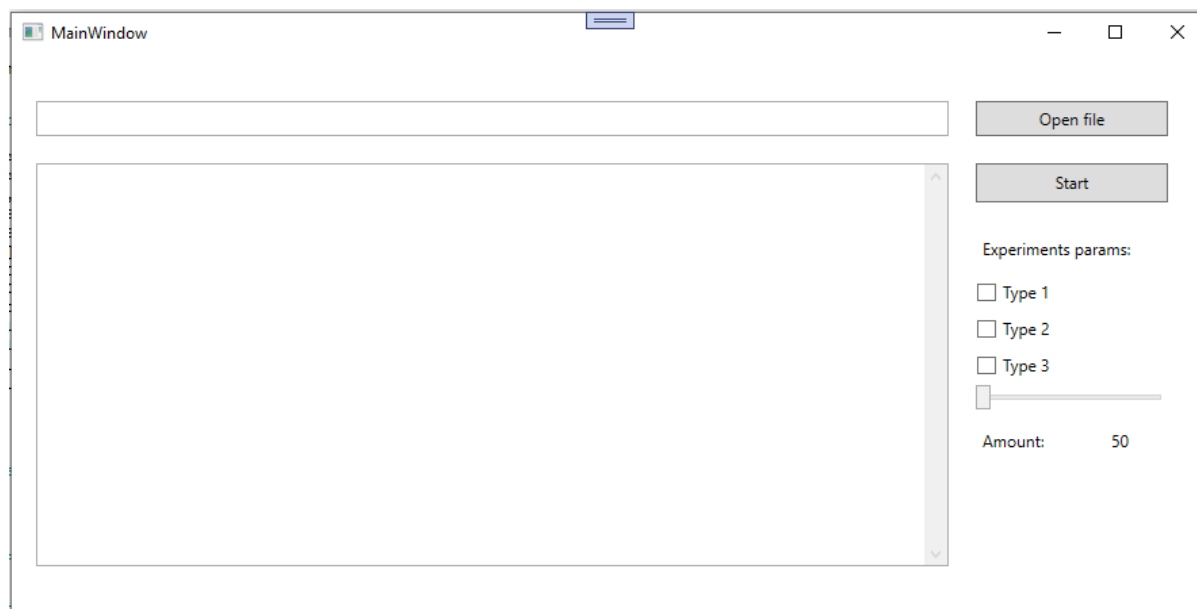 MainWindow
Open file
Start
Experiments params:
Type 1
Type 2
Type 3
Amount: 50